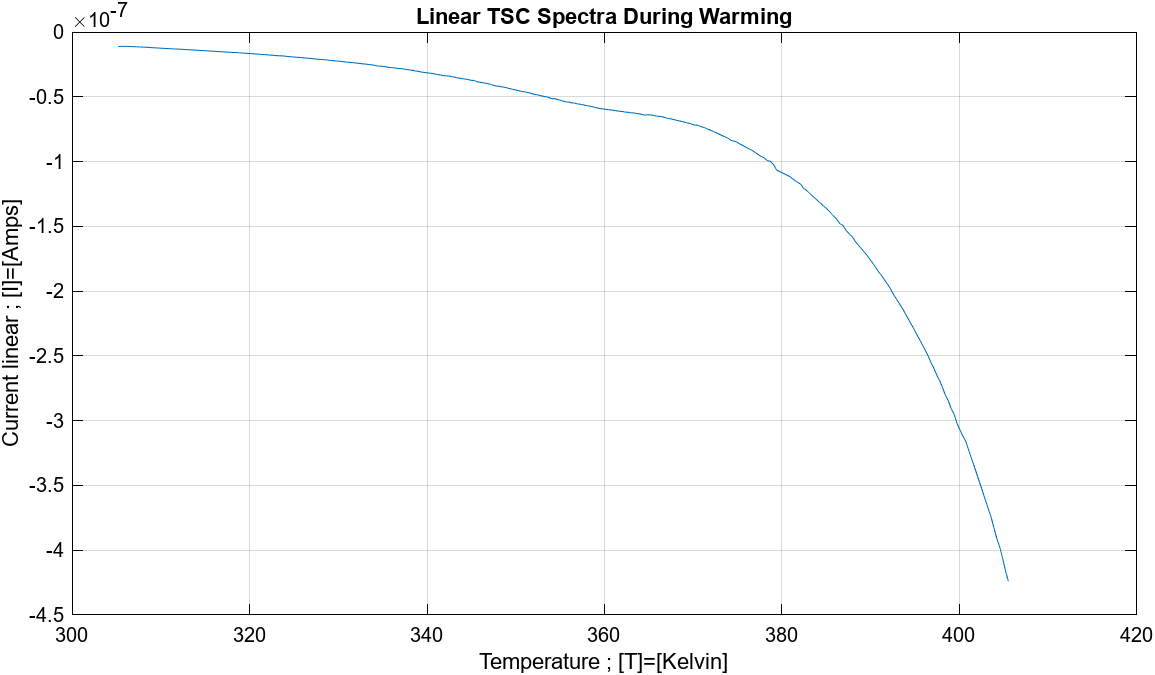 Linear TSC Spectra During Warming
×10-7
0
-0.5
-1
-1.5
-2
-2.5
-3
-3.5
-4
-4.5
Current linear ; [I]=[Amps]
300 320 340 360 380 400 420
Temperature ; [T]=[Kelvin]